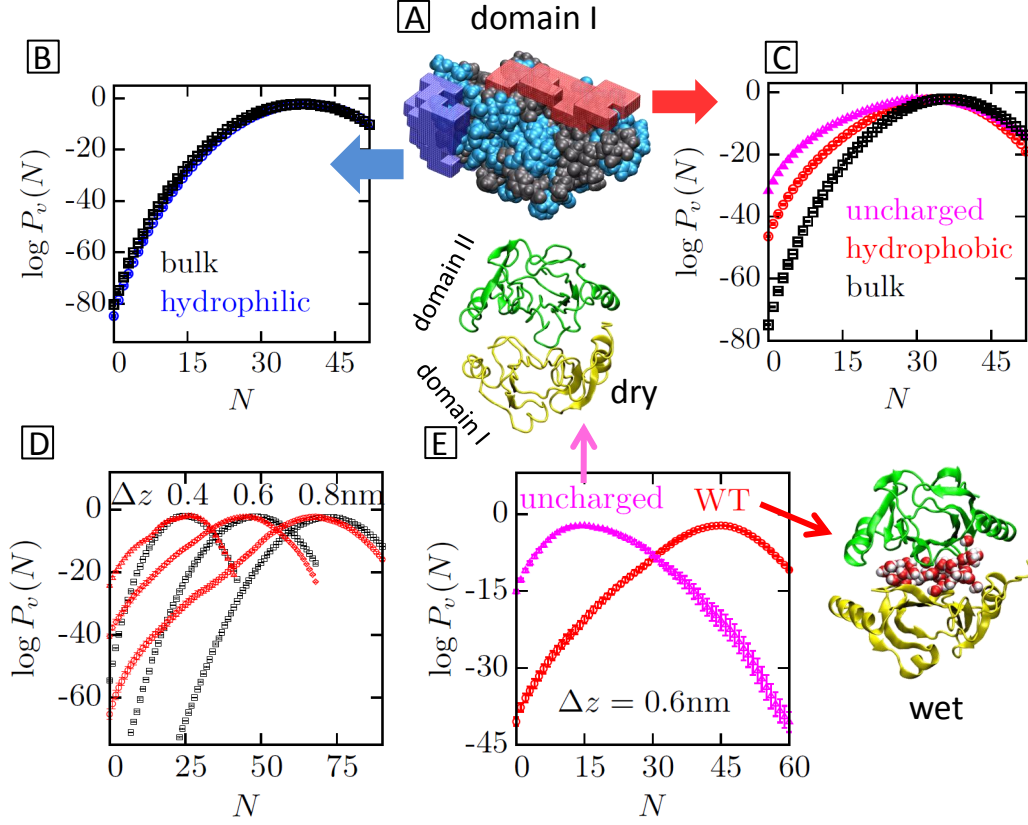 A domain I
B
0
-20
-40
-60
-80
log P_v(N)
bulk
hydrophilic
0 15 30 45
N
C
0
-20
-40
-60
-80
log P_v(N)
uncharged
hydrophobic
bulk
0 15 30 45
N
domain II
domain I
dry
D
Δz 0.4 0.6 0.8nm
0
-20
-40
-60
log P_v(N)
0 25 50 75
N
E
uncharged WT
0
-15
-30
-45
log P_v(N)
Δz = 0.6nm
0 15 30 45 60
N
wet